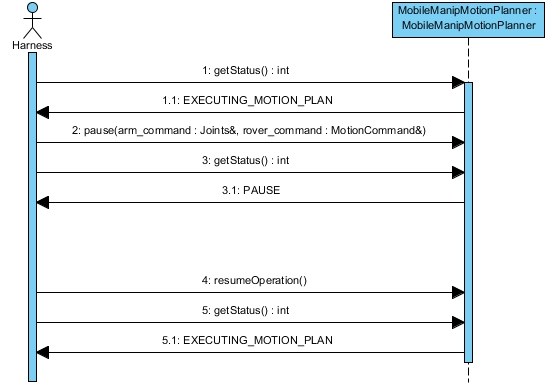 MobileManipMotionPlanner :
MobileManipMotionPlanner
Harness
1: getStatus() : int
1.1: EXECUTING_MOTION_PLAN
2: pause(arm_command : Joints&, rover_command : MotionCommand&)
3: getStatus() : int
3.1: PAUSE
4: resumeOperation()
5: getStatus() : int
5.1: EXECUTING_MOTION_PLAN